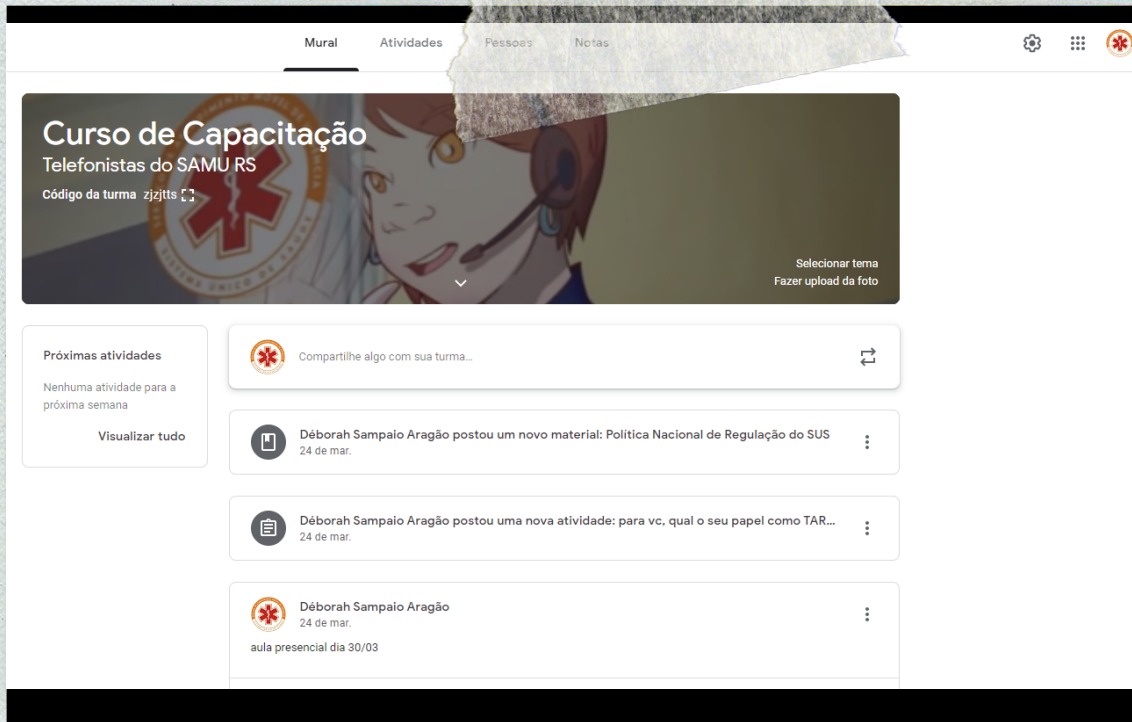 Mural Atividades Pessoas Notas
Curso de Capacitação
Telefonistas do SAMU RS
Código da turma zjzjtts
SISTEMA ÚNICO DE SAÚDE
Selecionar tema
Fazer upload da foto
Próximas atividades
Nenhuma atividade para a
próxima semana
Visualizar tudo
Compartilhe algo com sua turma...
Déborah Sampaio Aragão postou um novo material: Política Nacional de Regulação do SUS
24 de mar.
Déborah Sampaio Aragão postou uma nova atividade: para vc, qual o seu papel como TAR...
24 de mar.
Déborah Sampaio Aragão
24 de mar.
aula presencial dia 30/03